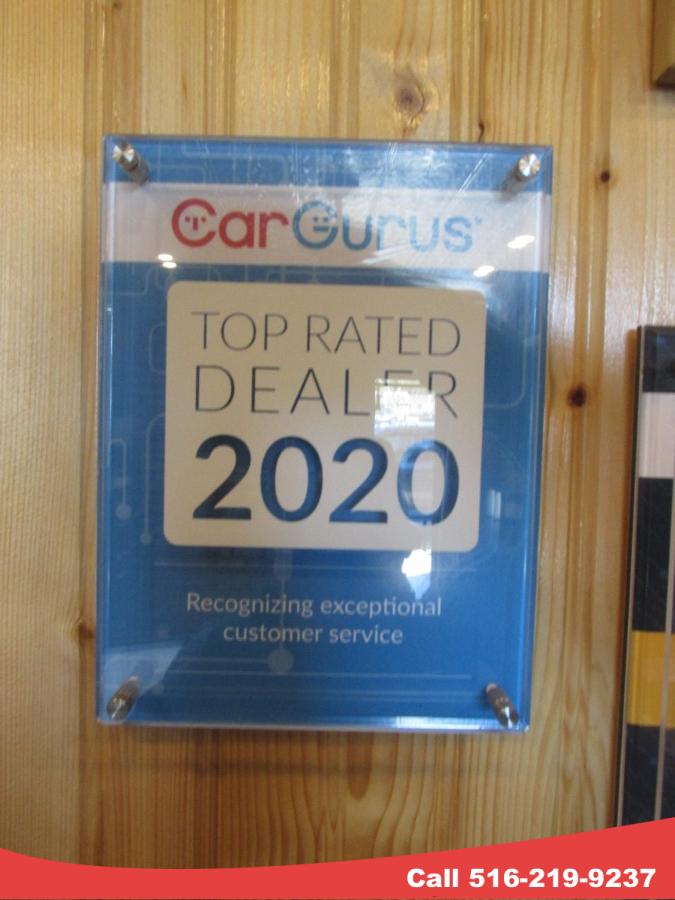 CarGurus
TOP RATED
DEALER
2020
Recognizing exceptional
customer service
Call 516-219-9237